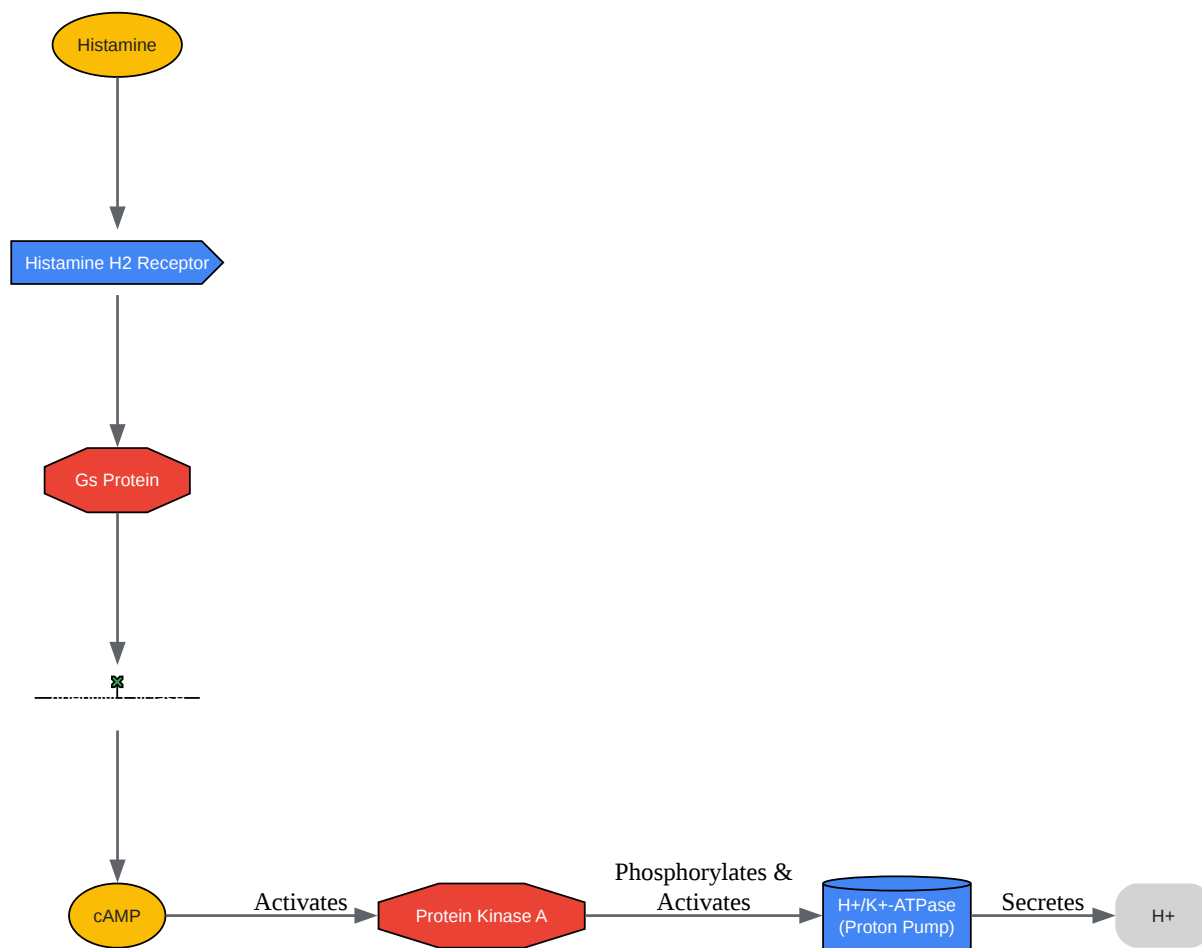 Histamine
Histamine H2 Receptor
Gs Protein
cAMP
Activates
Protein Kinase A
Phosphorylates &
Activates
H+/K+-ATPase
(Proton Pump)
Secretes
H+